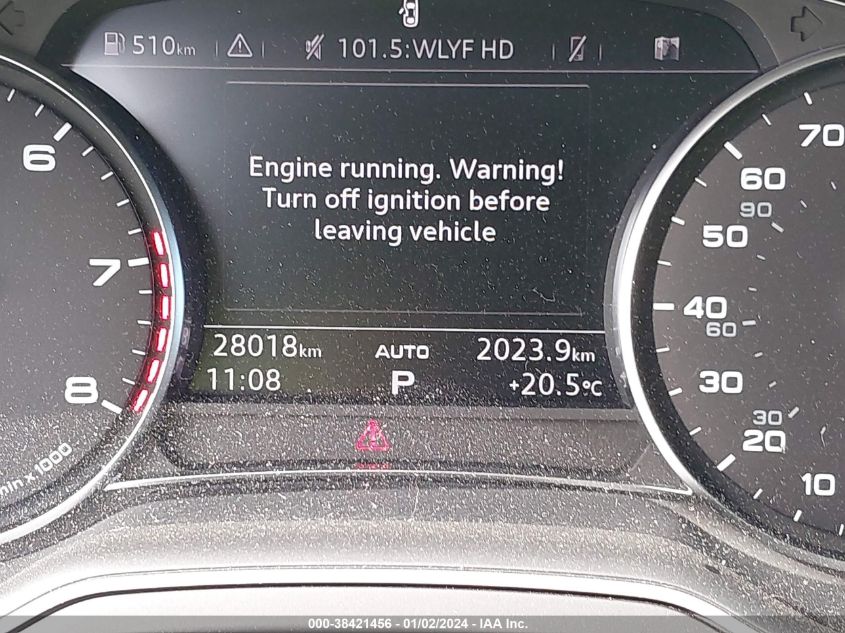 510km 101.5:WLYF HD
Engine running. Warning!
Turn off ignition before
leaving vehicle
28018km AUTO 2023.9km
11:08 P +20.5°C
6
7
8
min x 1000
70
60
90
50
40
60
30
30
20
10
000-38421456 - 01/02/2024 - IAA Inc.